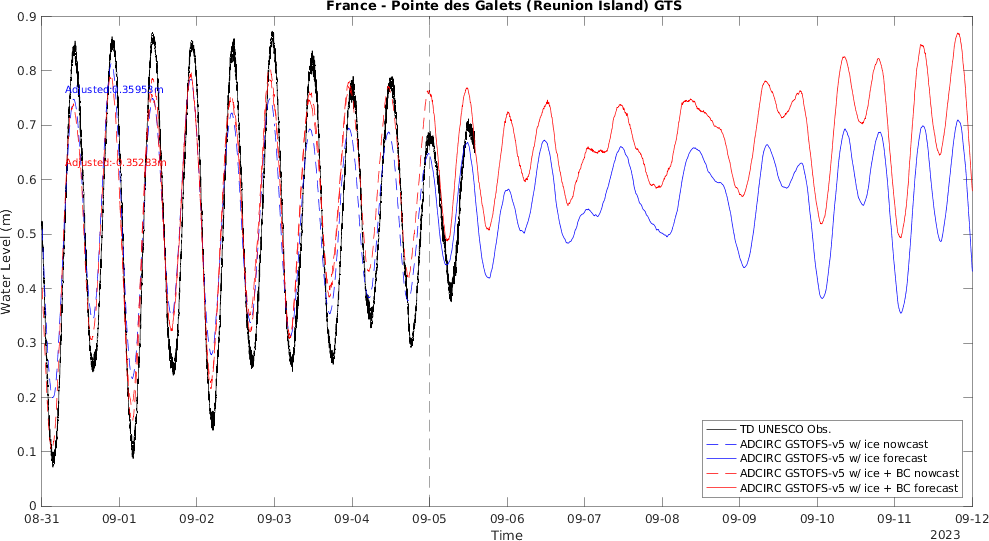 France - Pointe des Galets (Reunion Island) GTS
0.9
0.8
0.7
0.6
0.5
0.4
0.3
0.2
0.1
0
Water Level (m)
Adjusted:0.35953m
Adjusted:-0.35283m
TD UNESCO Obs.
ADCIRC GSTOFS-v5 w/ ice nowcast
ADCIRC GSTOFS-v5 w/ ice forecast
ADCIRC GSTOFS-v5 w/ ice + BC nowcast
ADCIRC GSTOFS-v5 w/ ice + BC forecast
08-31 09-01 09-02 09-03 09-04 09-05 09-06 09-07 09-08 09-09 09-10 09-11 09-12
Time
2023